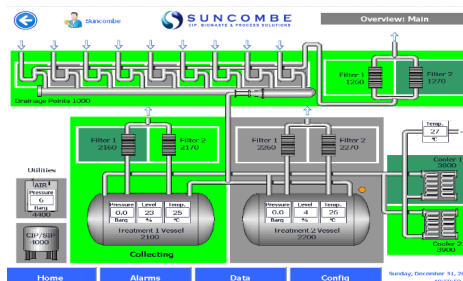 Suncombe
SUNCOMBE
CIP, BIOWASTE & PROCESS SOLUTIONS
Overview: Main
Filter 1
1260
Filter 2
1270
Drainage Points 1000
Temp.
27
°C
Filter 1
2160
Filter 2
2170
Filter 1
2260
Filter 2
2270
Cooler 1
3800
Utilities
AIR
Pressure
6
Barg
4400
Pressure
0.0
Barg
Level
23
%
Temp.
25
°C
Pressure
0.0
Barg
Level
4
%
Temp.
26
°C
Treatment 1 Vessel
2100
Treatment 2 Vessel
2200
CIP/SIP
4000
Cooler 2
3900
Collecting
Home
Alarms
Data
Config
Sunday, December 31, 20